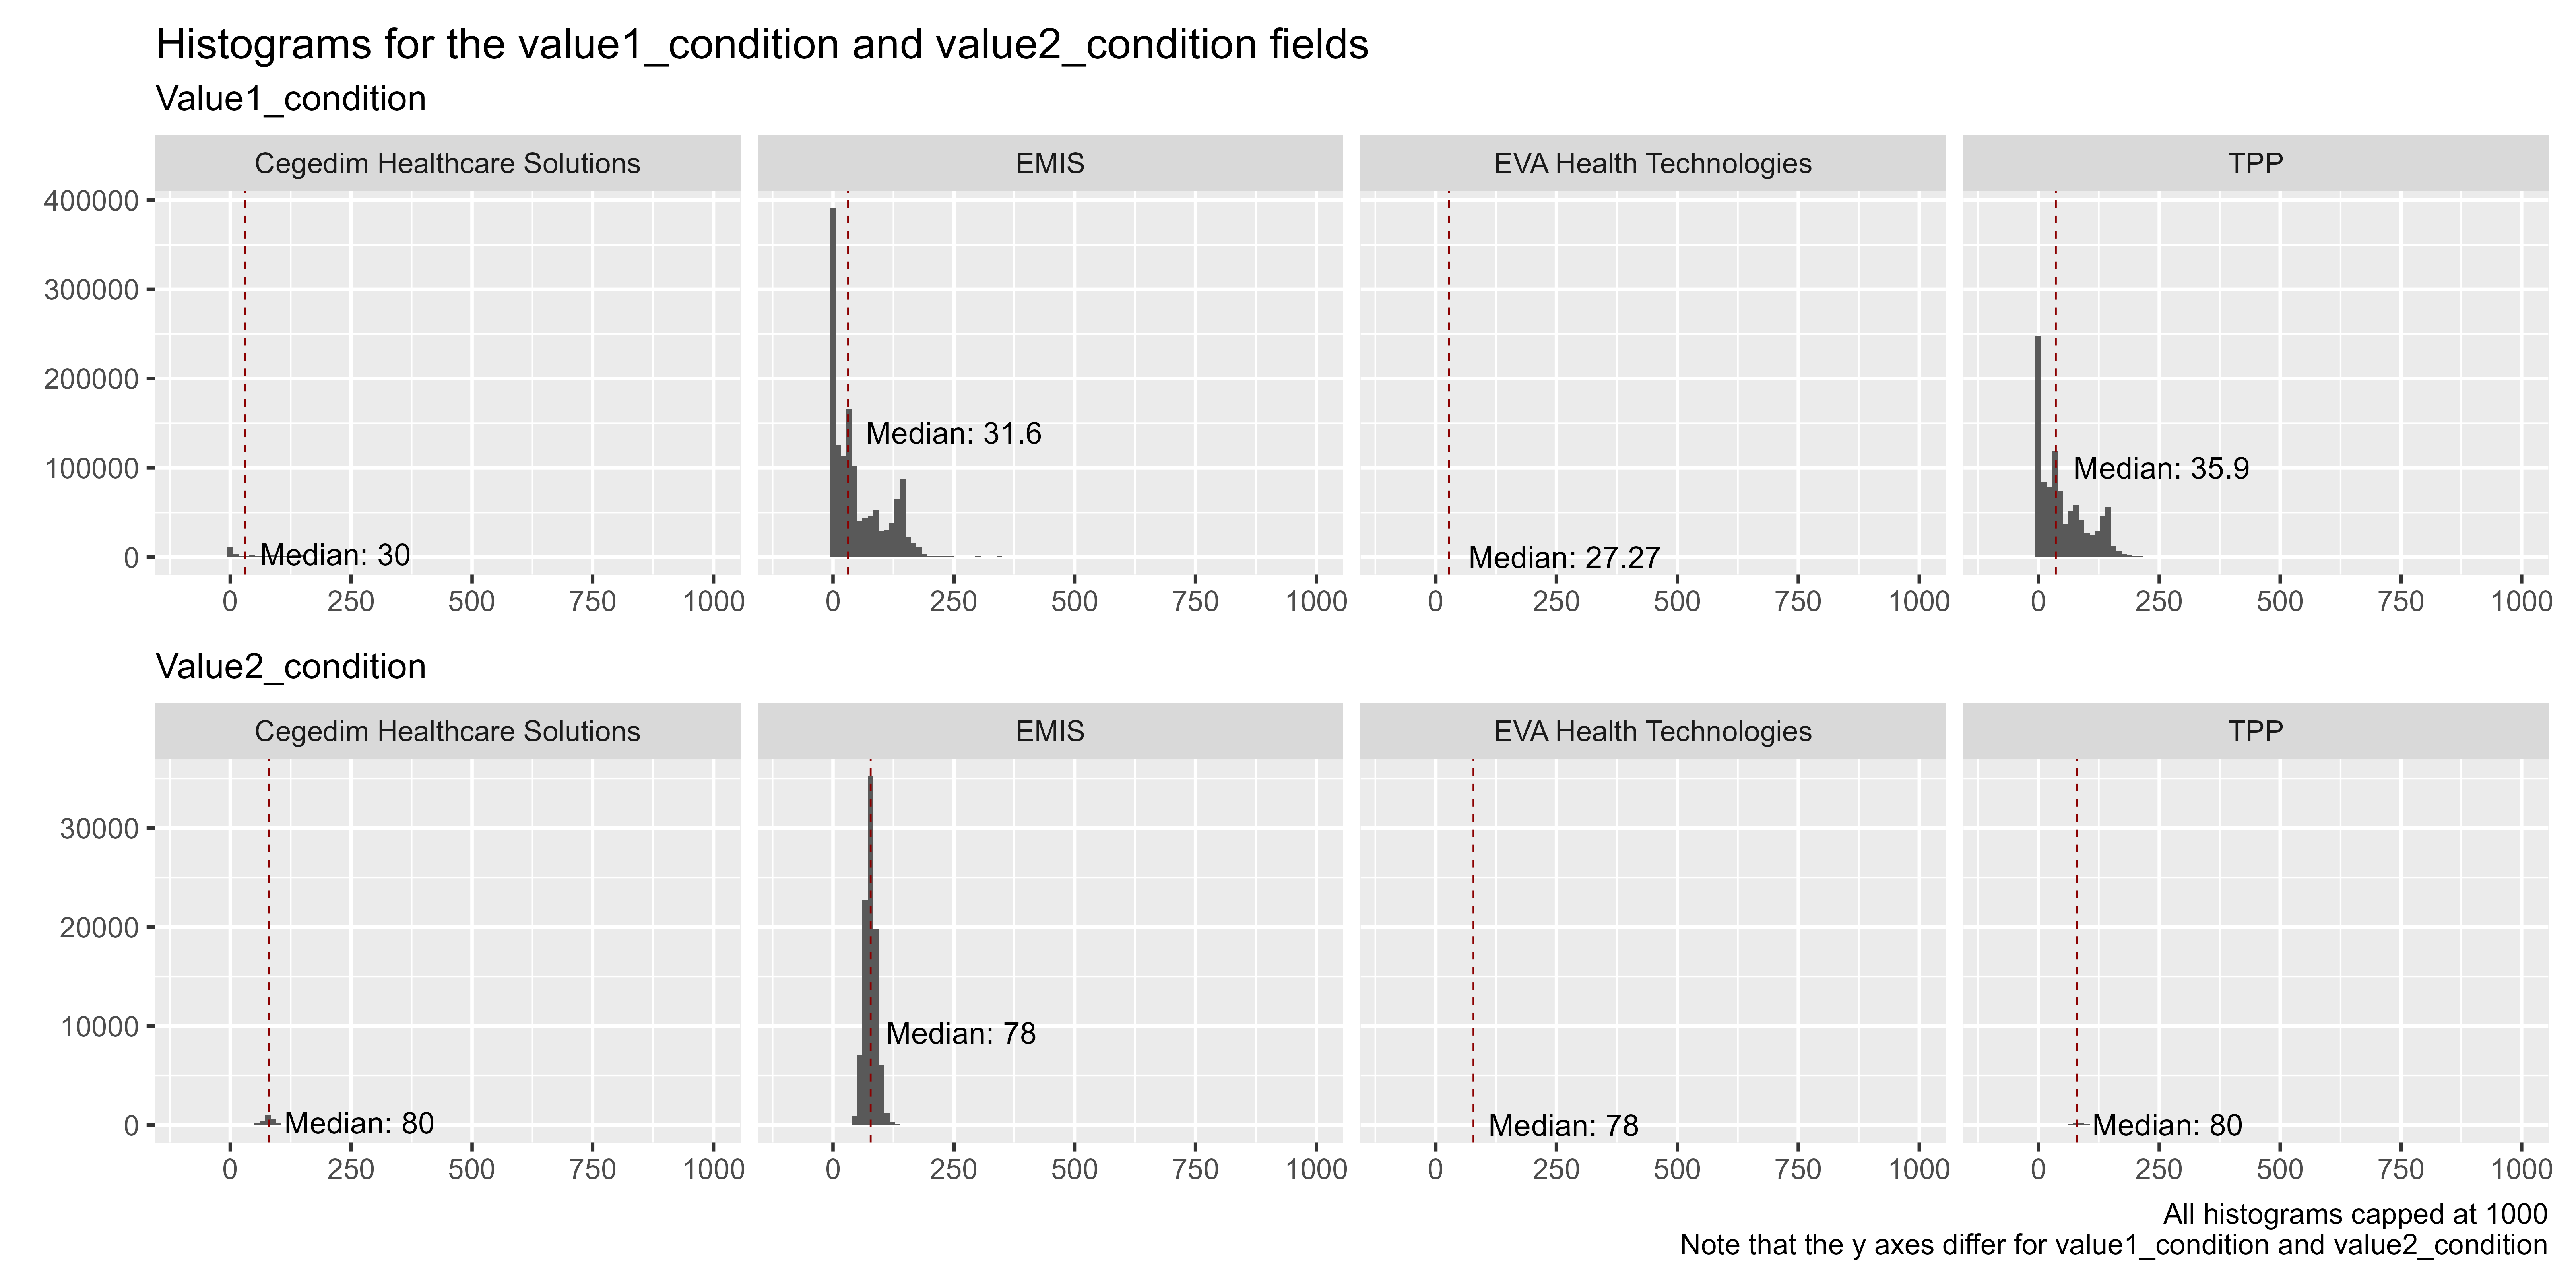 Histograms for the value1_condition and value2_condition fields
Value1_condition
Cegedim Healthcare Solutions EMIS EVA Health Technologies TPP
400000
300000
200000
Median: 31.6
100000 Median: 35.9
0 Median: 30 Median: 27.27
0 250 500 750 1000 0 250 500 750 1000 0 250 500 750 1000 0 250 500 750 1000
Value2_condition
Cegedim Healthcare Solutions EMIS EVA Health Technologies TPP
30000
20000
10000 Median: 78
0 Median: 80 Median: 78 Median: 80
0 250 500 750 1000 0 250 500 750 1000 0 250 500 750 1000 0 250 500 750 1000
All histograms capped at 1000
Note that the y axes differ for value1_condition and value2_condition